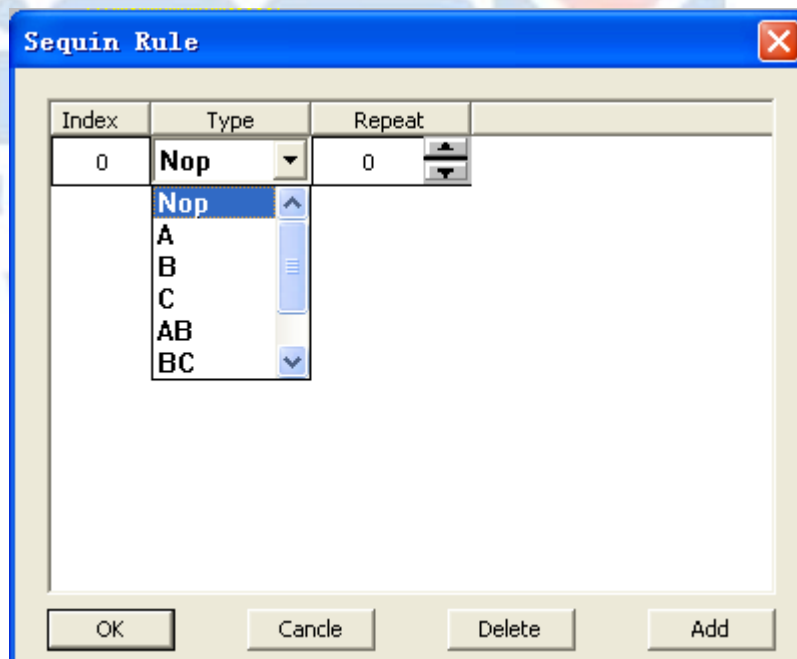 Sequin Rule
Index Type Repeat
0 Nop 0
Nop
A
B
C
AB
BC
OK Cancle Delete Add